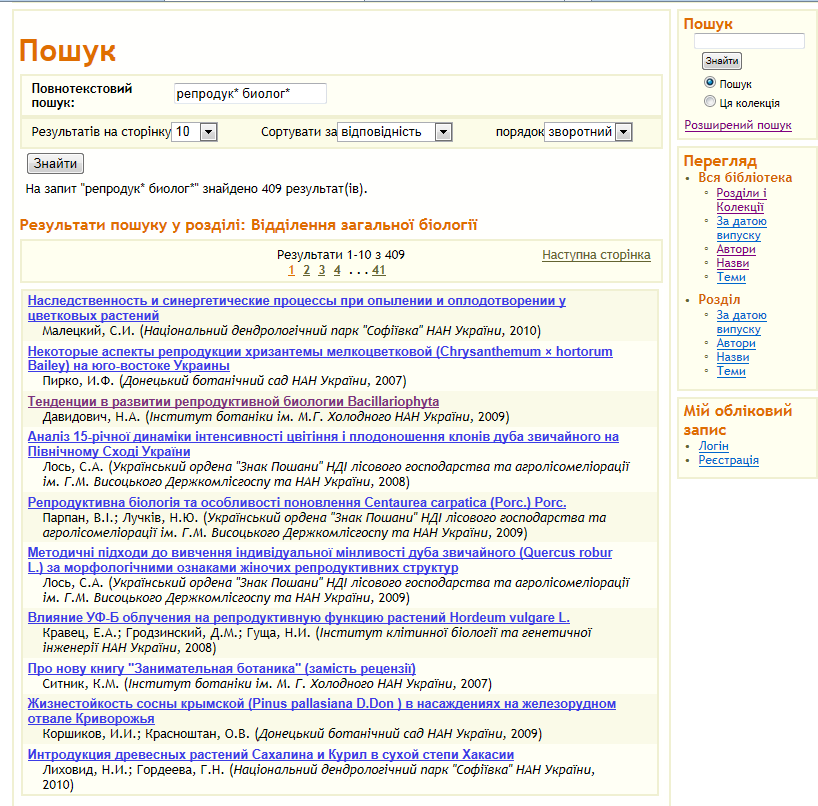 Пошук
Повнотекстовий
пошук:
репродук* биолог*
Результатів на сторінку 10 Сортувати за відповідність порядок зворотний
Знайти
На запит "репродук* биолог*" знайдено 409 результат(ів).
Результати пошуку у розділі: Відділення загальної біології
Результати 1-10 з 409 Наступна сторінка
1 2 3 4 . . . 41
Наследственность и синергетические процессы при опылении и оплодотворении у
цветковых растений
Малецкий, С.И. (Національний дендрологічний парк "Софіївка" НАН України, 2010)
Некоторые аспекты репродукции хризантемы мелкоцветковой (Chrysanthemum × hortorum
Bailey) на юго-востоке Украины
Пирко, И.Ф. (Донецький ботанічний сад НАН України, 2007)
Тенденции в развитии репродуктивной биологии Bacillariophyta
Давидович, Н.А. (Інститут ботаніки ім. М.Г. Холодного НАН України, 2009)
Аналіз 15-річної динаміки інтенсивності цвітіння і плодоношення клонів дуба звичайного на
Північному Сході України
Лось, С.А. (Український ордена "Знак Пошани" НДІ лісового господарства та агролісомеліорації
ім. Г.М. Висоцького Держкомлісгоспу та НАН України, 2008)
Репродуктивна біологія та особливості поновлення Centaurea carpatica (Porc.) Porc.
Парпан, В.І.; Лучків, Н.Ю. (Український ордена "Знак Пошани" НДІ лісового господарства та
агролісомеліорації ім. Г.М. Висоцького Держкомлісгоспу та НАН України, 2009)
Методичні підходи до вивчення індивідуальної мінливості дуба звичайного (Quercus robur
L.) за морфологічними ознаками жіночих репродуктивних структур
Лось, С.А. (Український ордена "Знак Пошани" НДІ лісового господарства та агролісомеліорації
ім. Г.М. Висоцького Держкомлісгоспу та НАН України, 2009)
Влияние УФ-Б облучения на репродуктивную функцию растений Hordeum vulgare L.
Кравец, Е.А.; Гродзинский, Д.М.; Гуща, Н.И. (Інститут клітинної біології та генетичної
інженерії НАН України, 2008)
Про нову книгу "Занимательная ботаника" (замість рецензії)
Ситник, К.М. (Інститут ботаніки ім. М. Г. Холодного НАН України, 2007)
Жизнестойкость сосны крымской (Pinus pallasiana D.Don ) в насаждениях на железорудном
отвале Криворожья
Коршиков, И.И.; Красноштан, О.В. (Донецький ботанічний сад НАН України, 2009)
Интродукция древесных растений Сахалина и Курил в сухой степи Хакасии
Лиховид, Н.И.; Гордеева, Г.Н. (Національний дендрологічний парк "Софіївка" НАН України,
2010)
Пошук
Знайти
Пошук
Ця колекція
Розширений пошук
Перегляд
Вся бібліотека
Розділи і
Колекції
За датою
випуску
Автори
Назви
Теми
Розділ
За датою
випуску
Автори
Назви
Теми
Мій обліковий
запис
Логін
Реєстрація